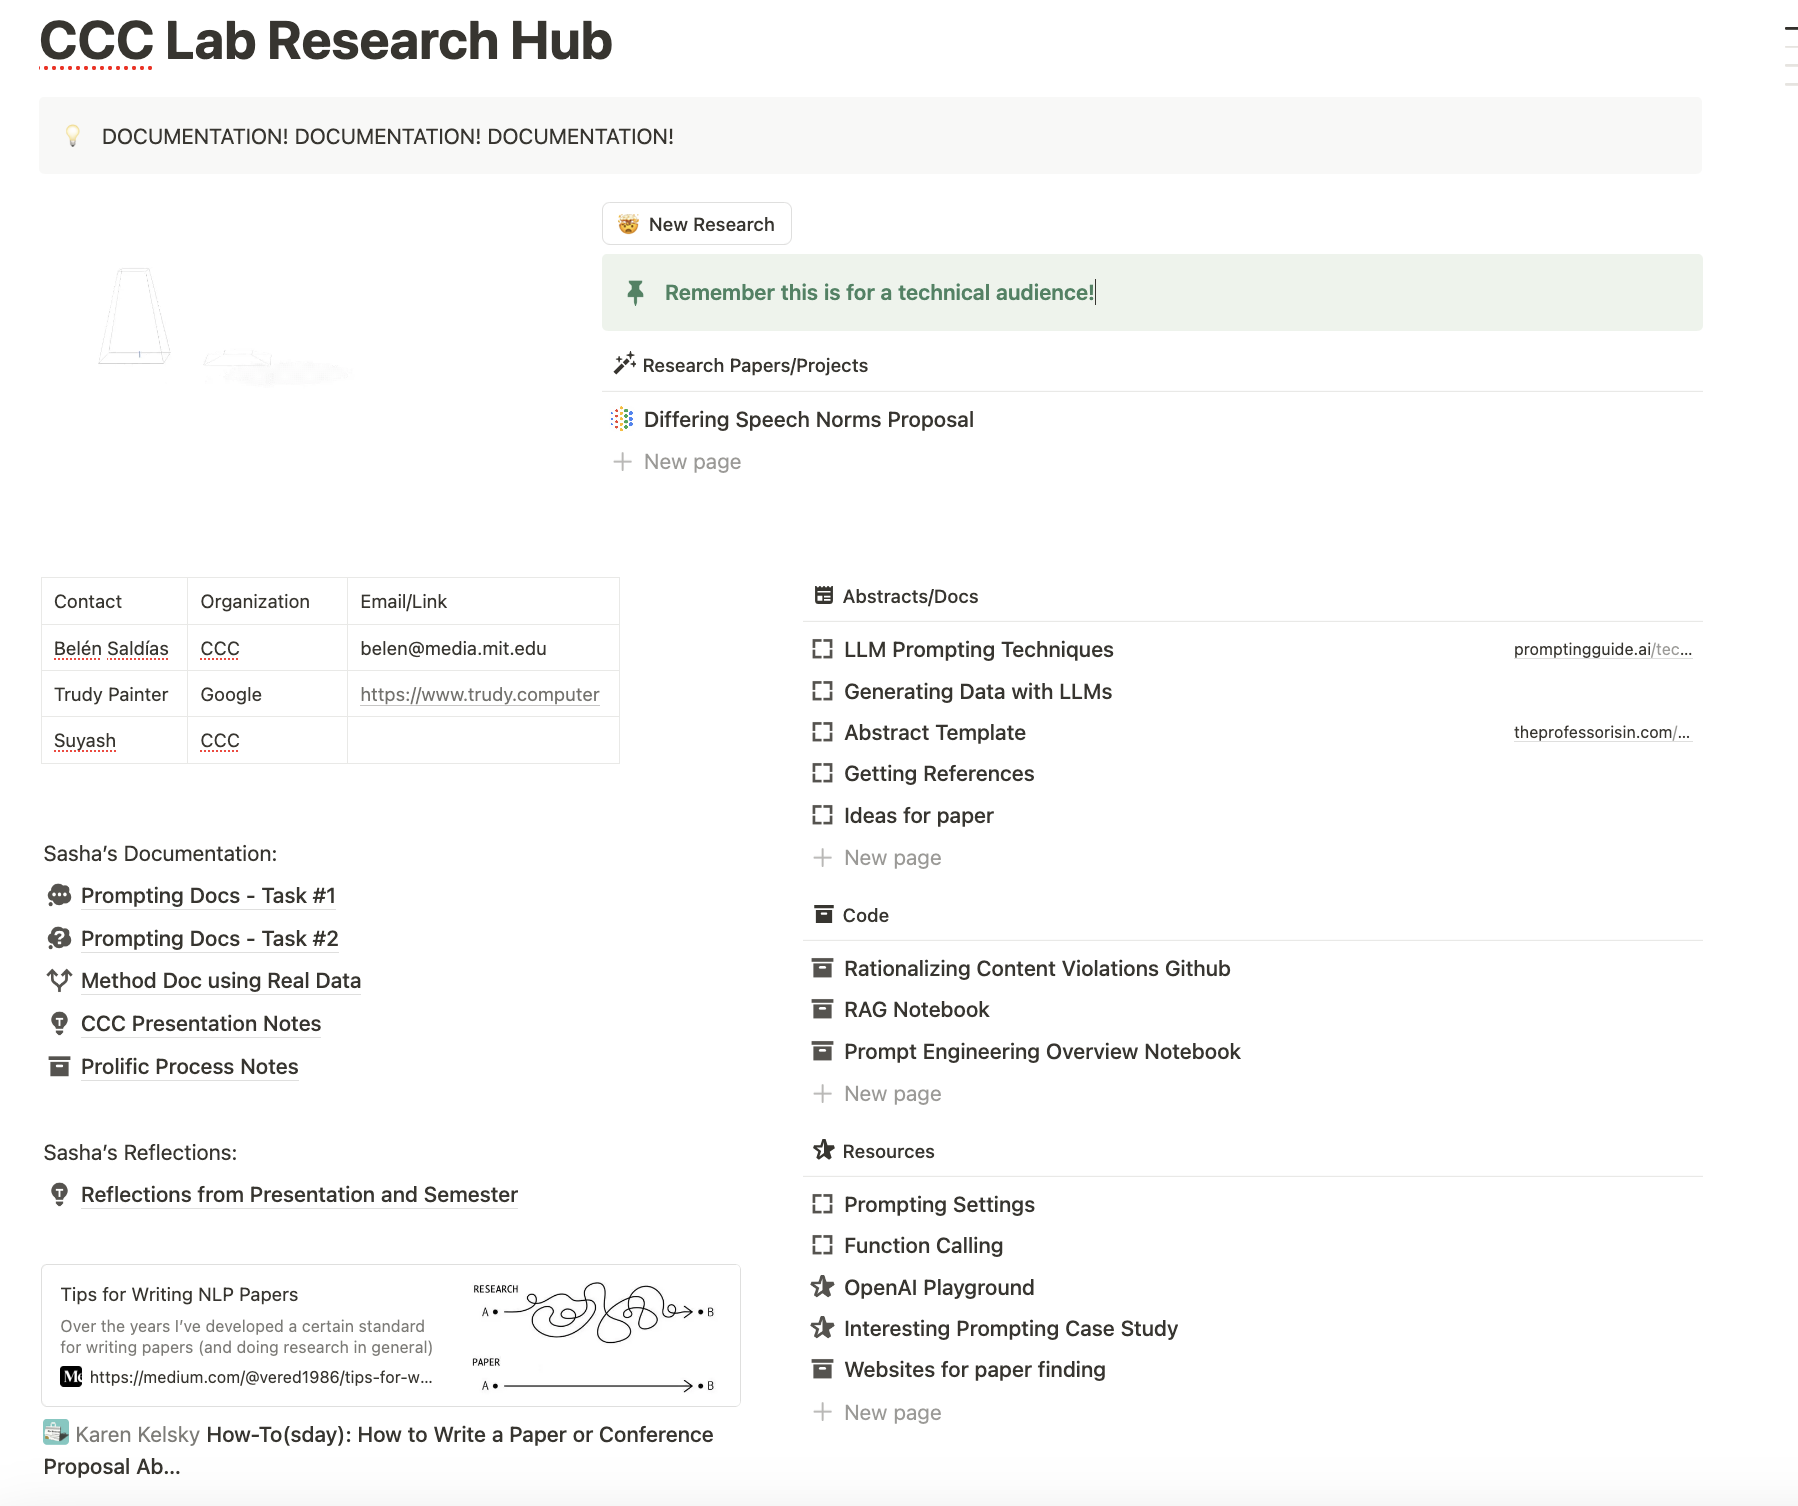 CCC Lab Research Hub
DOCUMENTATION! DOCUMENTATION! DOCUMENTATION!
New Research
Remember this is for a technical audience!
Research Papers/Projects
Differing Speech Norms Proposal
New page
Contact Organization Email/Link
Belén Saldías CCC belen@media.mit.edu
Trudy Painter Google https://www.trudy.computer
Suyash CCC
Sasha’s Documentation:
Prompting Docs - Task #1
Prompting Docs - Task #2
Method Doc using Real Data
CCC Presentation Notes
Prolific Process Notes
Sasha’s Reflections:
Reflections from Presentation and Semester
Tips for Writing NLP Papers
Over the years I’ve developed a certain standard
for writing papers (and doing research in general)
https://medium.com/@vered1986/tips-for-w...
RESEARCH
A B
PAPER
A B
Karen Kelsky How-To(sday): How to Write a Paper or Conference
Proposal Ab...
Abstracts/Docs
LLM Prompting Techniques promptingguide.ai/tec...
Generating Data with LLMs
Abstract Template theprofessorisin.com/...
Getting References
Ideas for paper
New page
Code
Rationalizing Content Violations Github
RAG Notebook
Prompt Engineering Overview Notebook
New page
Resources
Prompting Settings
Function Calling
OpenAI Playground
Interesting Prompting Case Study
Websites for paper finding
New page